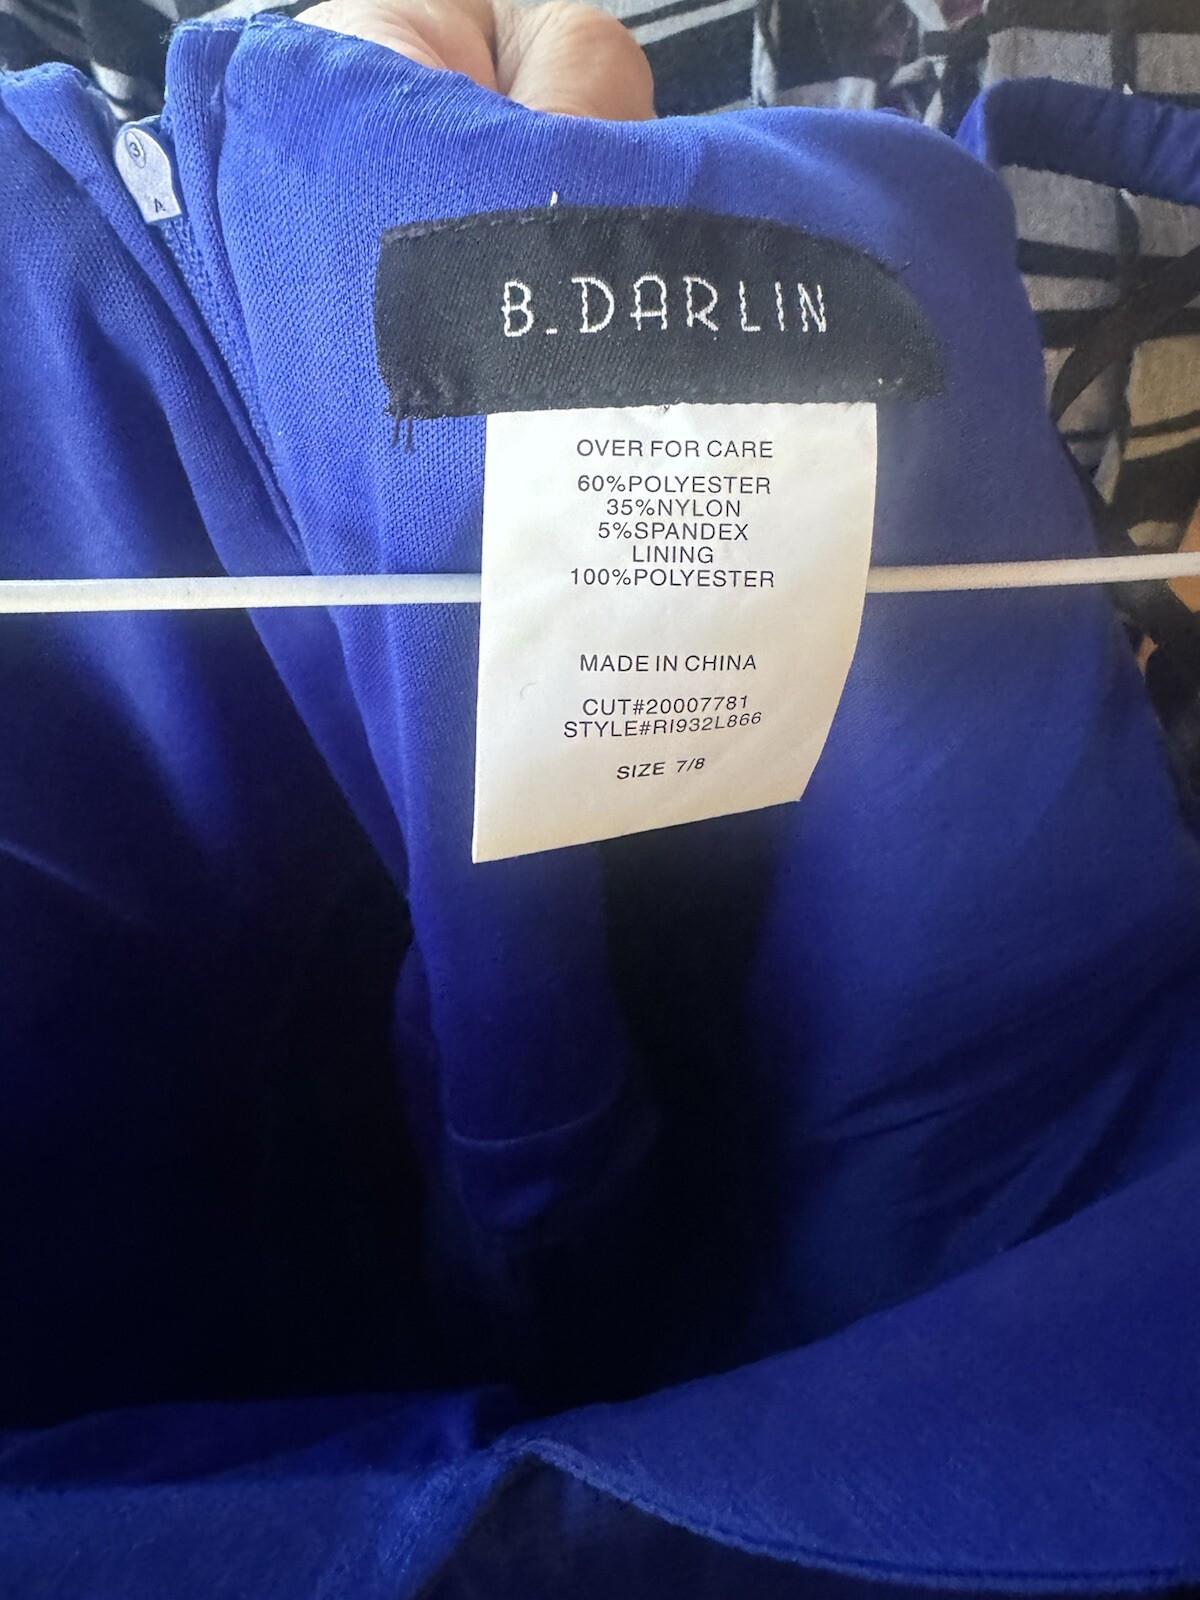 3
A
B. DARLIN
OVER FOR CARE
60%POLYESTER
35%NYLON
5%SPANDEX
LINING
100%POLYESTER
MADE IN CHINA
CUT#20007781
STYLE#RI932L866
SIZE 7/8